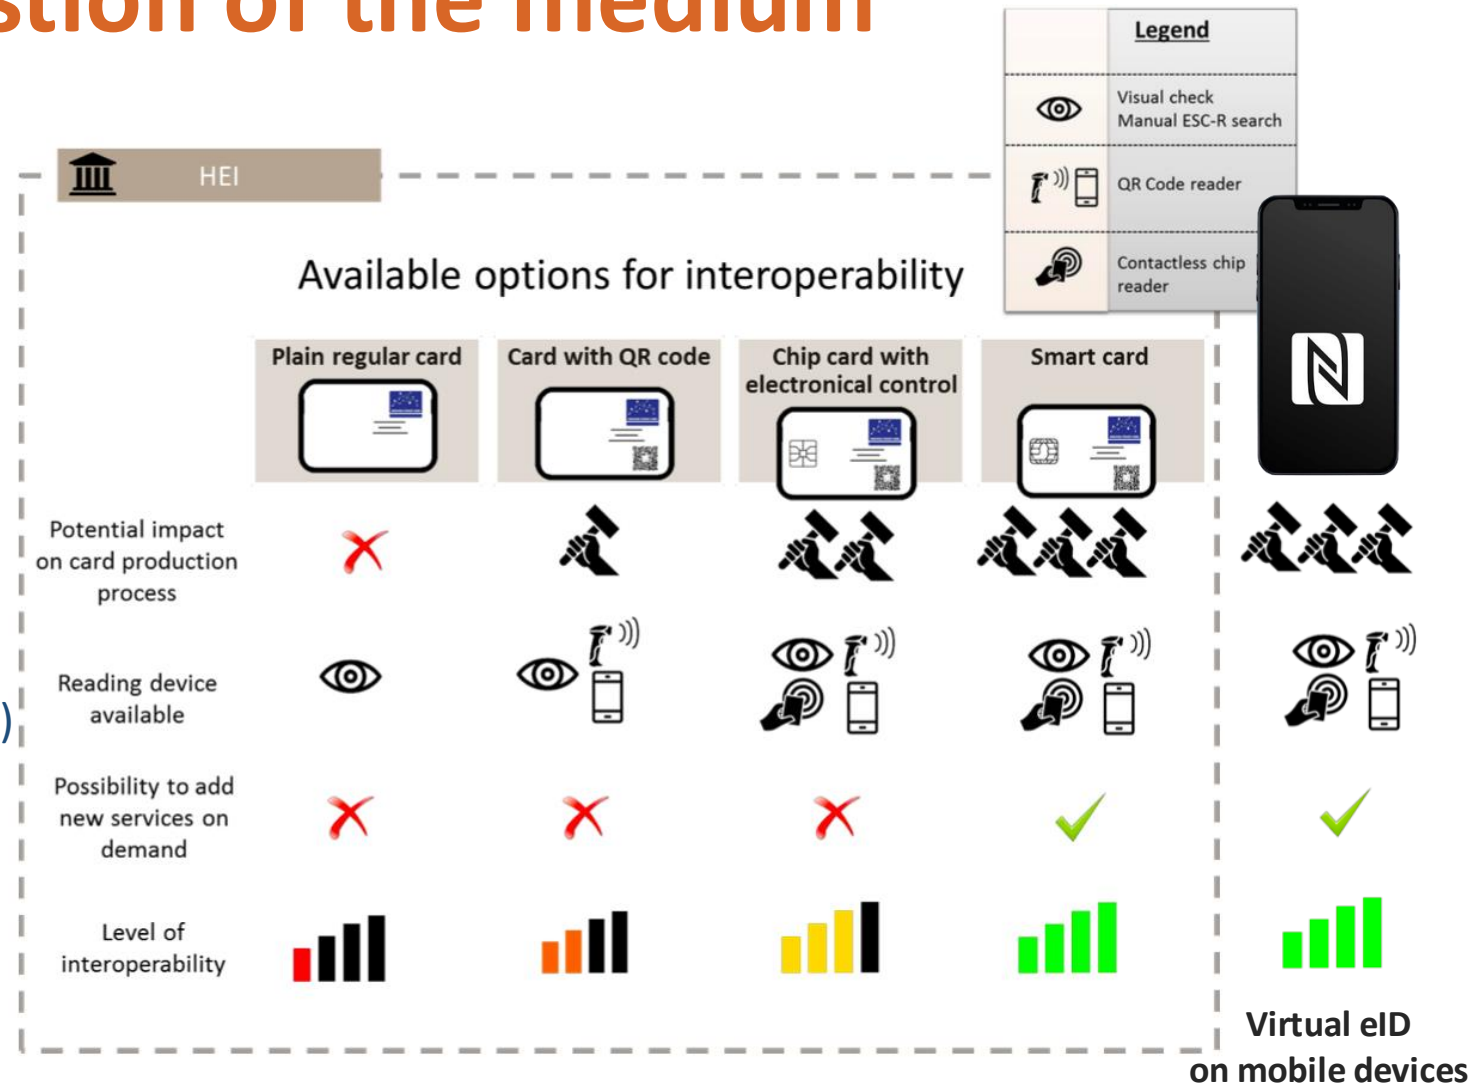 stion of the medium
Legend
Visual check
Manual ESC-R search
QR Code reader
Contactless chip
reader
HEI
Available options for interoperability
Plain regular card
Card with QR code
Chip card with
electronical control
Smart card
Potential impact
on card production
process
Reading device
available
)
Possibility to add
new services on
demand
Level of
interoperability
Virtual eID
on mobile devices